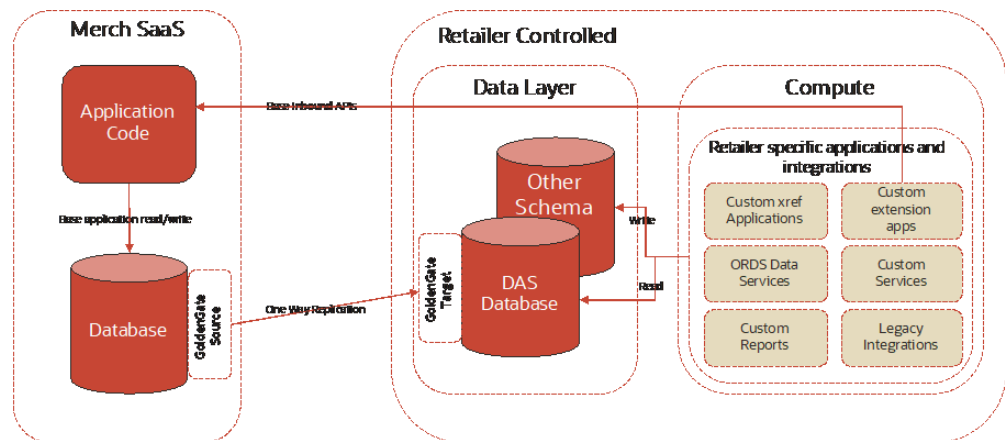 Merch SaaS
Application
Code
Base application read/write
Database
GoldenGate
Source
One Way Replication
Base Inbound APIs
Retailer Controlled
Data Layer
Other
Schema
GoldenGate
Target
DAS
Database
Write
Read
Compute
Retailer specific applications and
integrations
Custom xref
Applications
Custom
extension
apps
ORDS Data
Services
Custom
Services
Custom
Reports
Legacy
Integrations